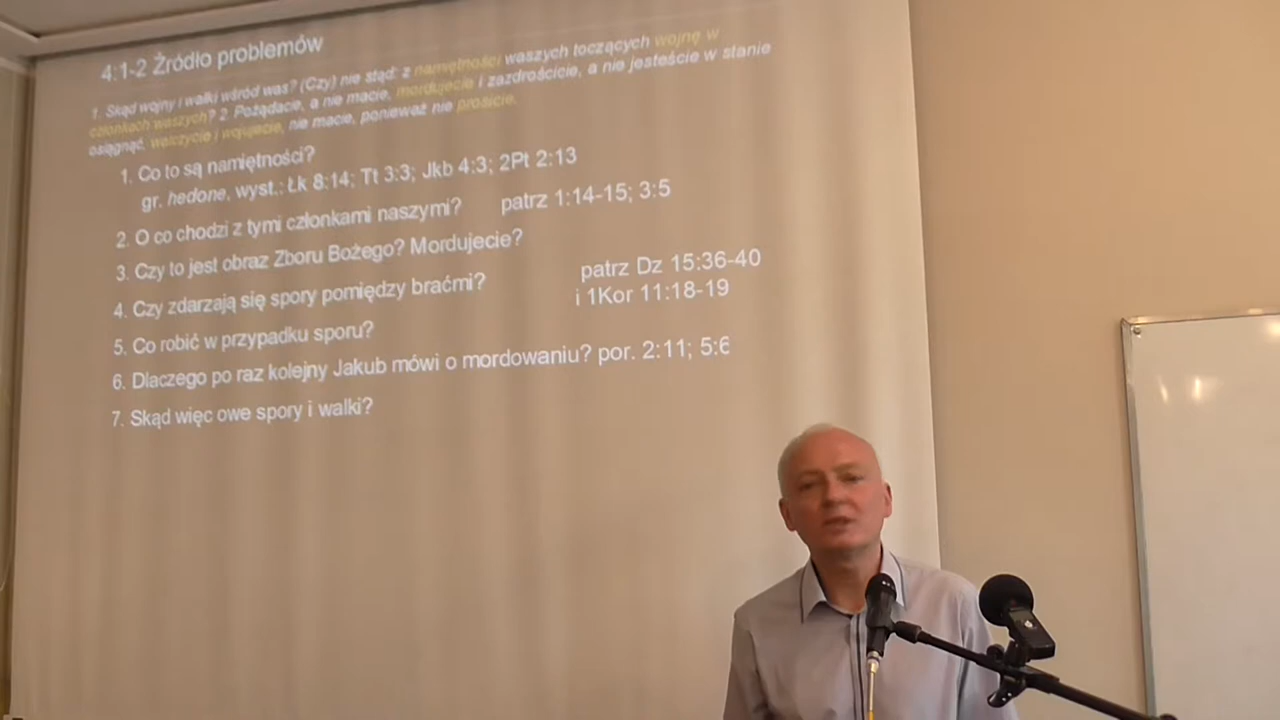 4:1-2 Źródło problemów
1. Skąd wojny i walki wśród was? (Czy) nie stąd: z namiętności waszych toczących wojnę w
członkach waszych? 2. Pożądacie, a nie macie, mordujecie i zazdrościcie, a nie jesteście w stanie
osiągnąć, walczycie i wojujecie, nie macie, ponieważ nie prosicie.
1. Co to są namiętności?
gr. hedone, wyst.: Łk 8:14; Tt 3:3; Jkb 4:3; 2Pt 2:13
2. O co chodzi z tymi członkami naszymi? patrz 1:14-15; 3:5
3. Czy to jest obraz Zboru Bożego? Mordujecie?
4. Czy zdarzają się spory pomiędzy braćmi? patrz Dz 15:36-40
i 1Kor 11:18-19
5. Co robić w przypadku sporu?
6. Dlaczego po raz kolejny Jakub mówi o mordowaniu? por. 2:11; 5:6
7. Skąd więc owe spory i walki?